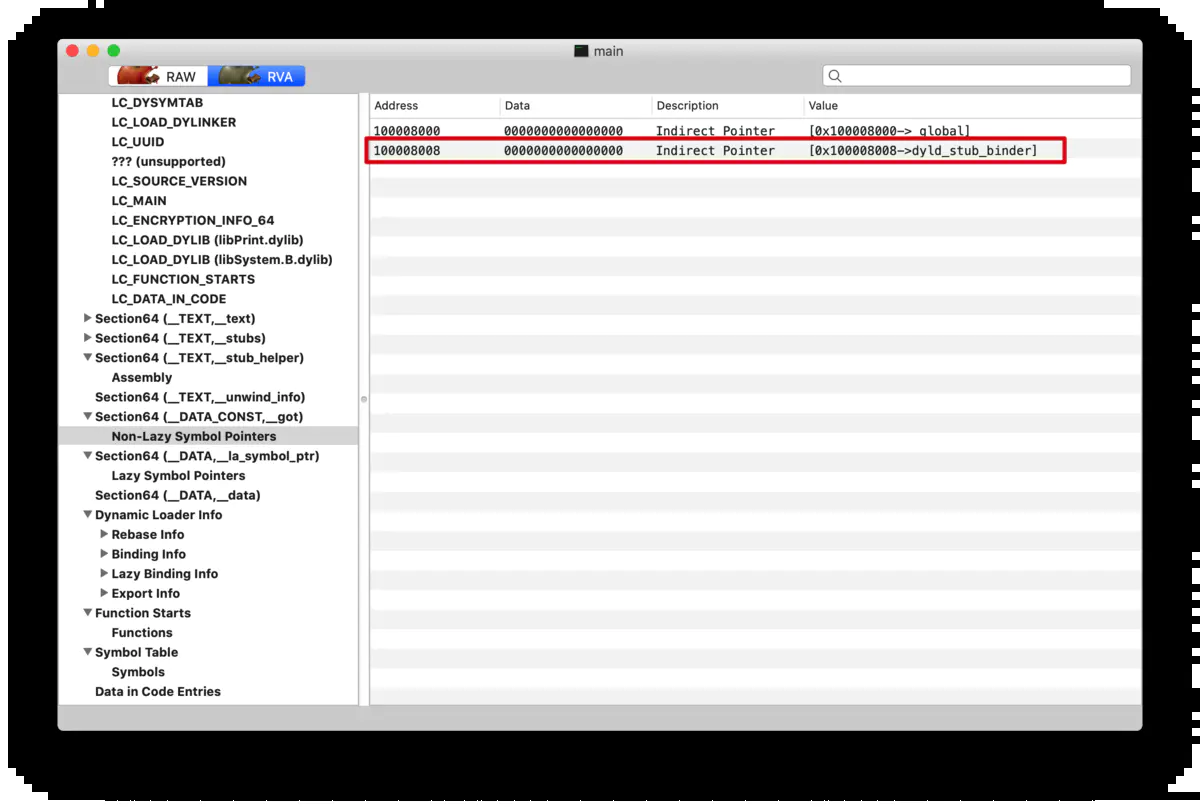 main
RAW RVA
LC_DYSYMTAB
LC_LOAD_DYLINKER
LC_UUID
??? (unsupported)
LC_SOURCE_VERSION
LC_MAIN
LC_ENCRYPTION_INFO_64
LC_LOAD_DYLIB (libPrint.dylib)
LC_LOAD_DYLIB (libSystem.B.dylib)
LC_FUNCTION_STARTS
LC_DATA_IN_CODE
Section64 (__TEXT,__text)
Section64 (__TEXT,__stubs)
Section64 (__TEXT,__stub_helper)
Assembly
Section64 (__TEXT,__unwind_info)
Section64 (__DATA_CONST,__got)
Non-Lazy Symbol Pointers
Section64 (__DATA,__la_symbol_ptr)
Lazy Symbol Pointers
Section64 (__DATA,__data)
Dynamic Loader Info
Rebase Info
Binding Info
Lazy Binding Info
Export Info
Function Starts
Functions
Symbol Table
Symbols
Data in Code Entries
Address Data Description Value
100008000 0000000000000000 Indirect Pointer [0x100008000->_global]
100008008 0000000000000000 Indirect Pointer [0x100008008->dyld_stub_binder]